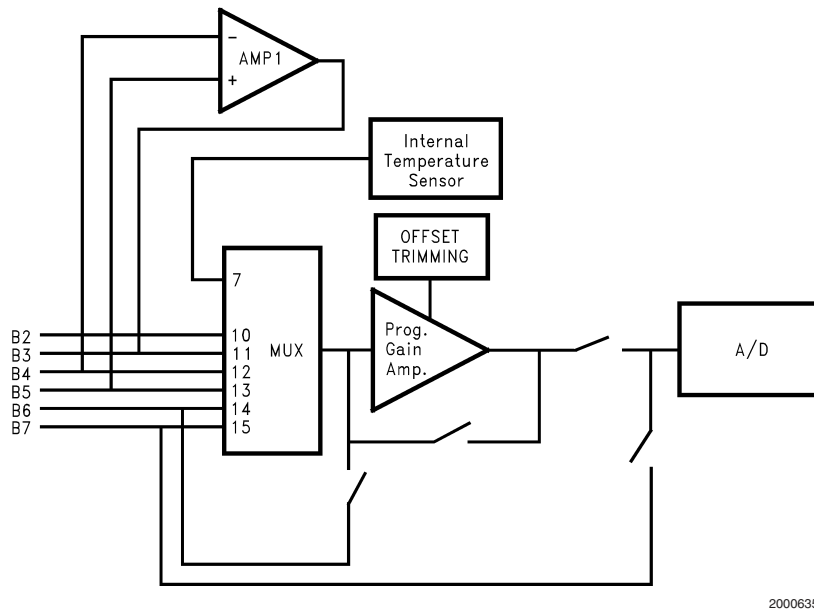 −
AMP1
+
Internal
Temperature
Sensor
OFFSET
TRIMMING
7
B2
10
B3
11
B4
12
B5
13
B6
14
B7
15
MUX
Prog.
Gain
Amp.
A/D
2000635